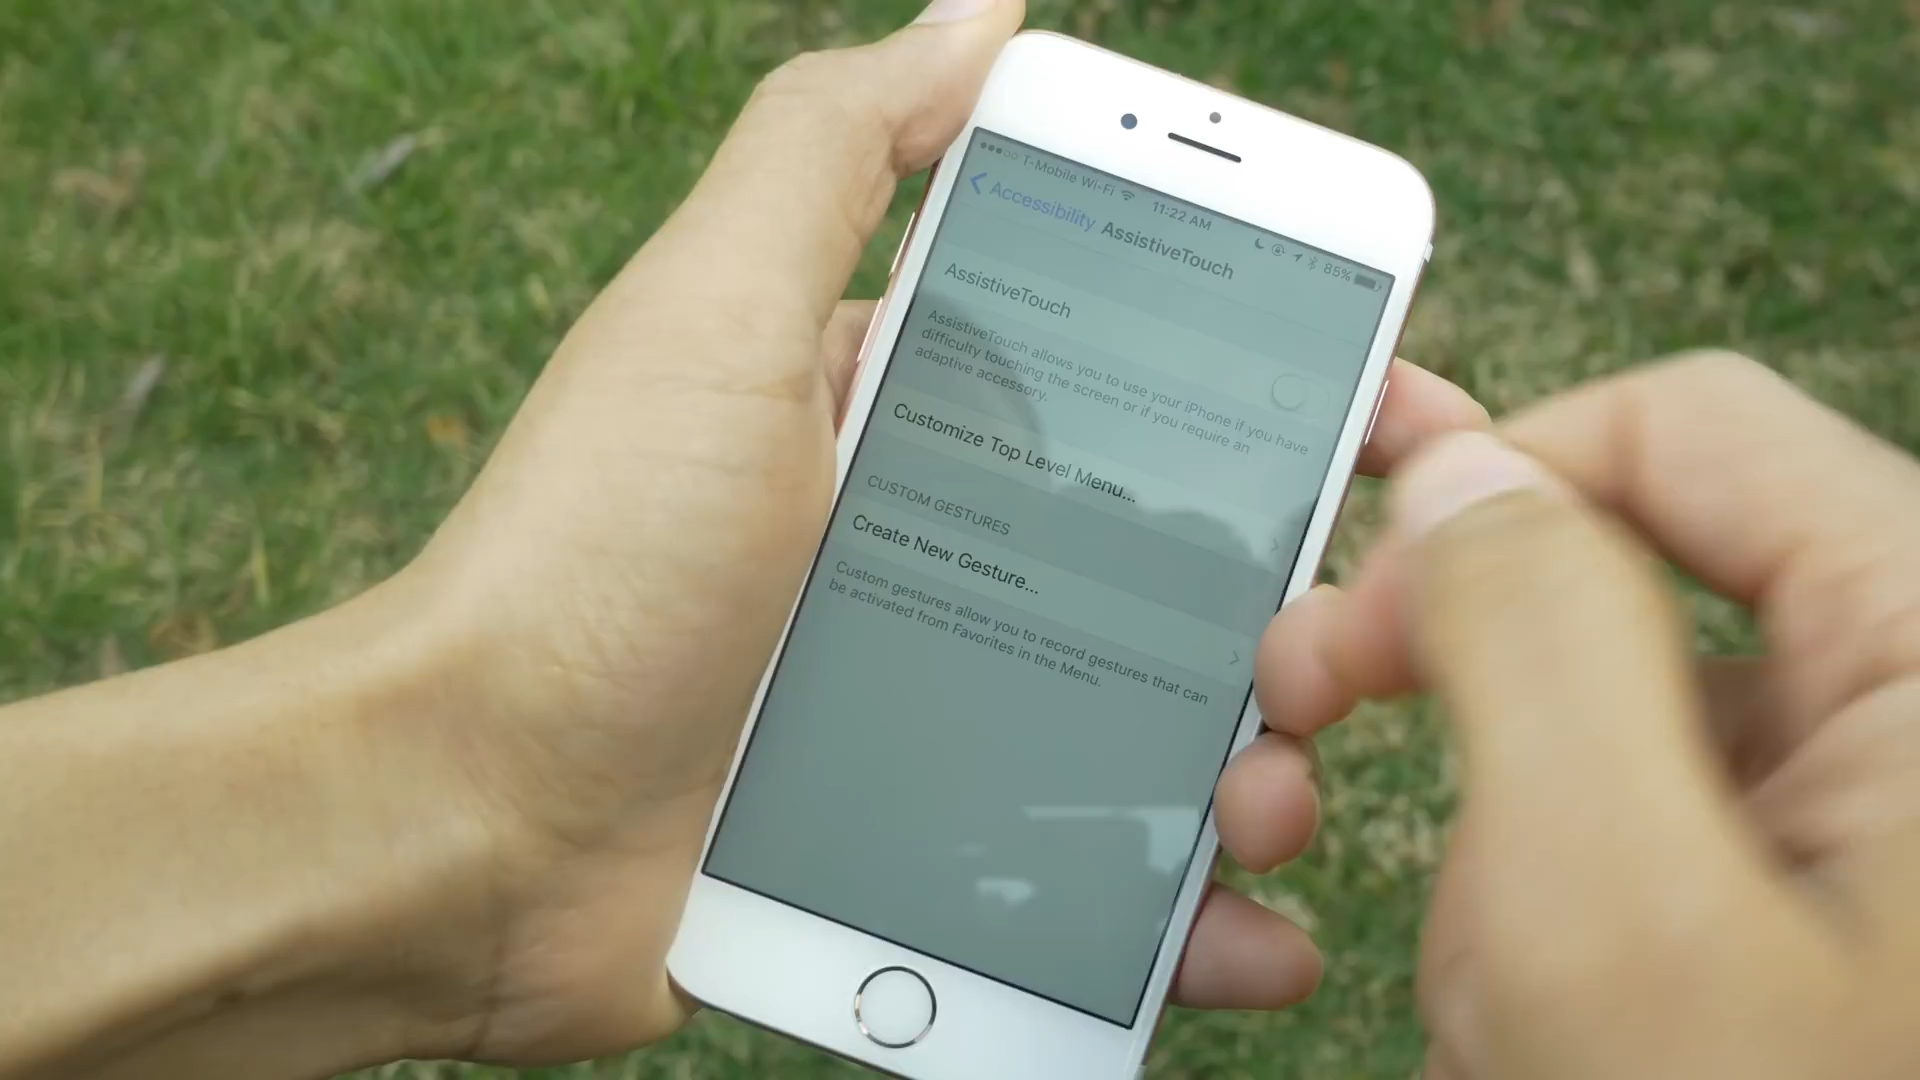 T-Mobile Wi-Fi 11:22 AM 85%
Accessibility AssistiveTouch
AssistiveTouch
AssistiveTouch allows you to use your iPhone if you have
difficulty touching the screen or if you require an
adaptive accessory.
Customize Top Level Menu...
CUSTOM GESTURES
Create New Gesture...
Custom gestures allow you to record gestures that can
be activated from Favorites in the Menu.